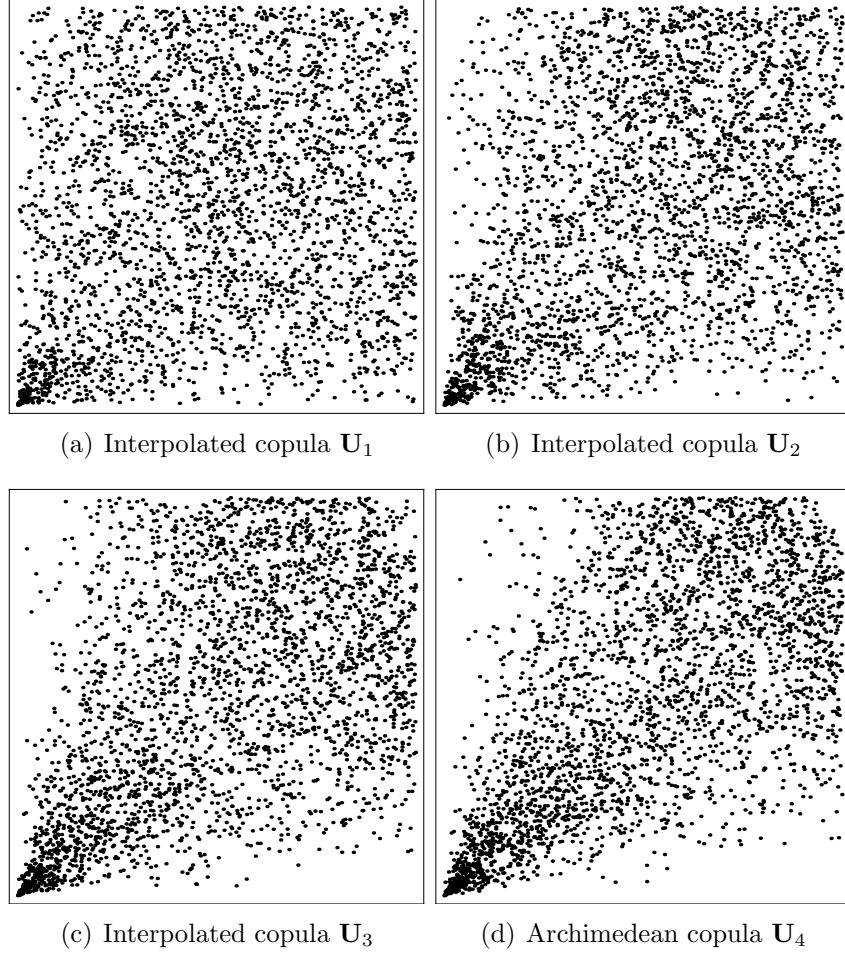 (a) Interpolated copula U₁
(b) Interpolated copula U₂
(c) Interpolated copula U₃
(d) Archimedean copula U₄